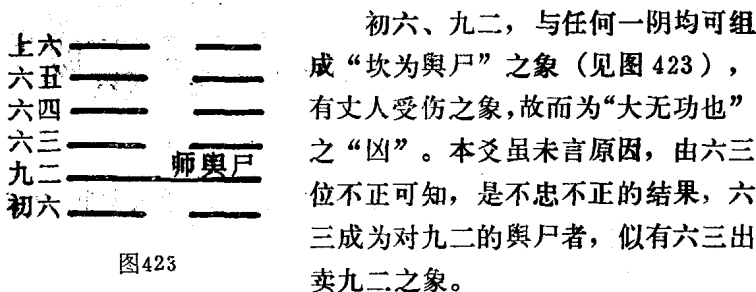 上六
六丑
六四
六三
师舆尸
九二
初六
图423
初六、九二，与任何一阴均可组
成“坎为舆尸”之象（见图423），
有丈人受伤之象，故而为“大无功也”
之“凶”。本爻虽未言原因，由六三
位不正可知，是不忠不正的结果，六
三成为对九二的舆尸者，似有六三出
卖九二之象。